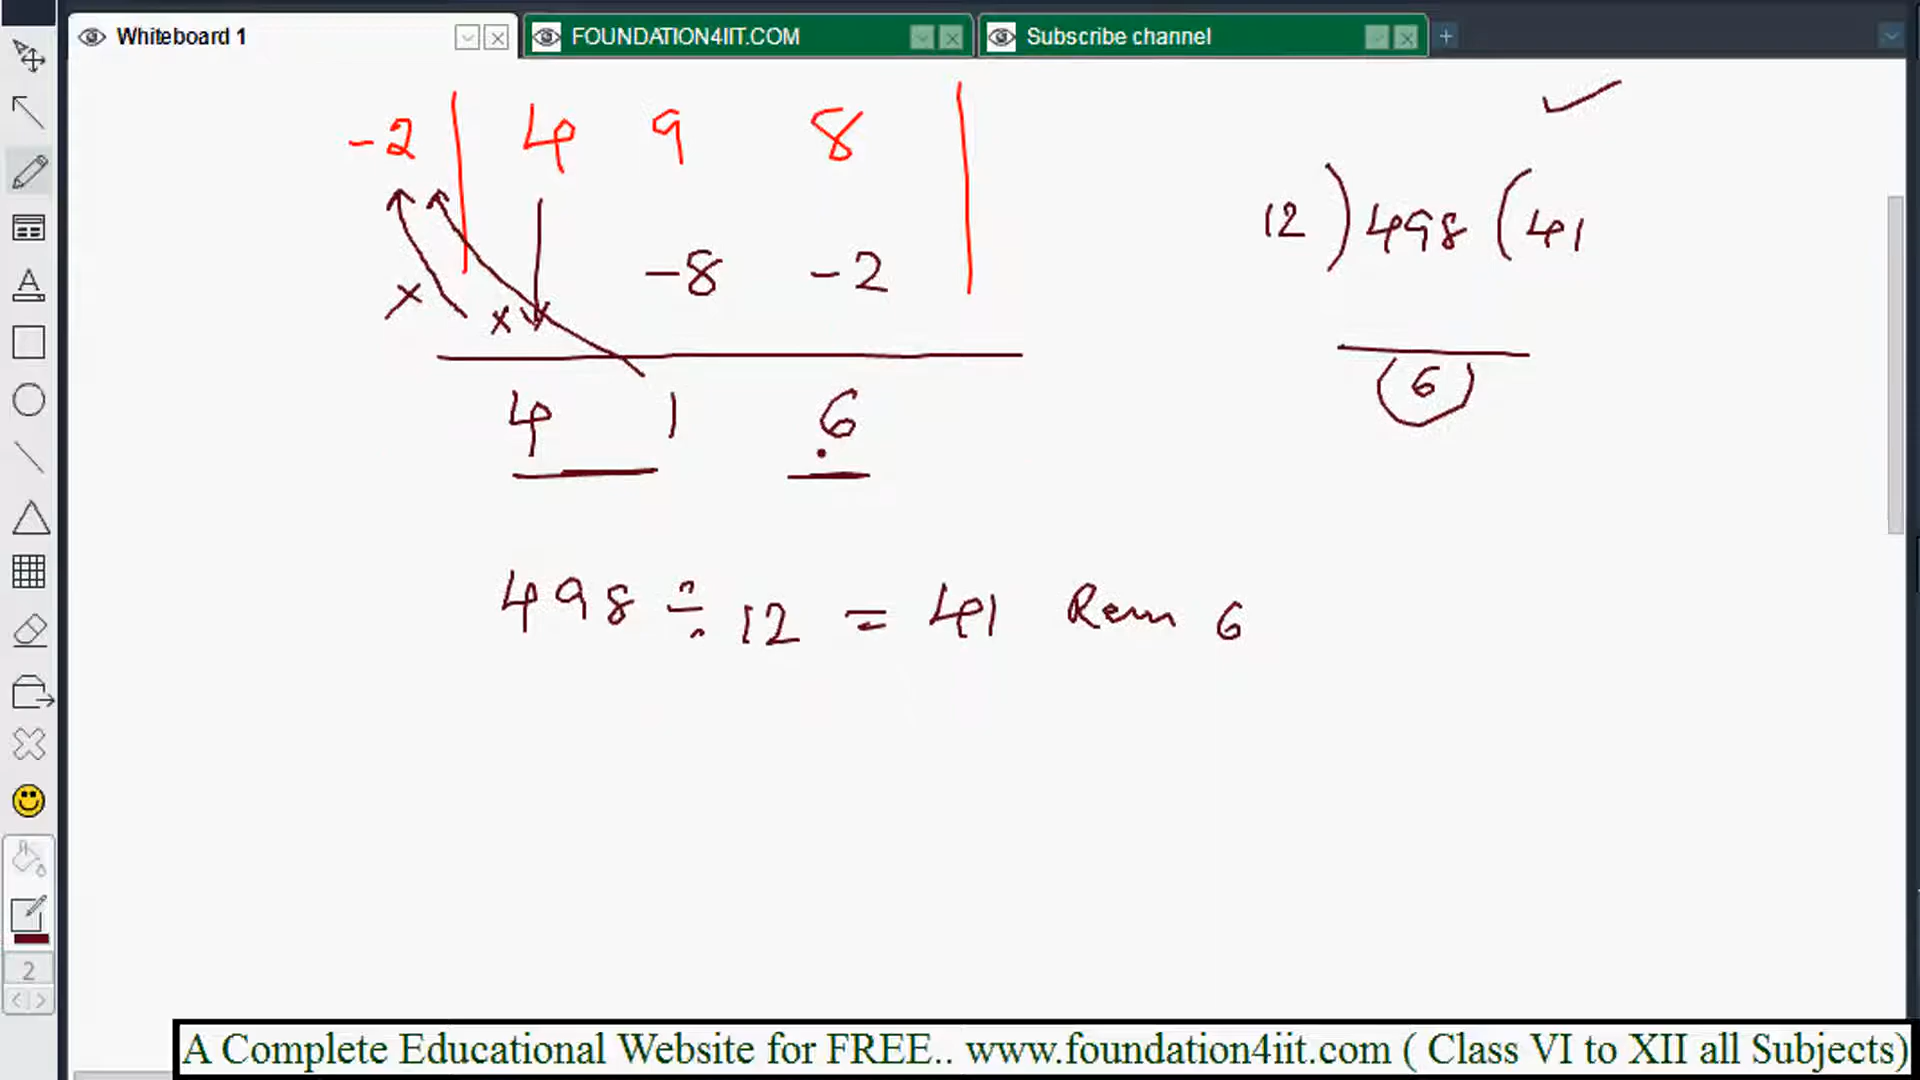 Whiteboard 1
FOUNDATION4IIT.COM
Subscribe channel
-2 | 4 9 8 |
-8 -2
× ×
4 1 6
12 ) 498 ( 41
6
498 ÷ 12 = 41 Rem 6
2
A Complete Educational Website for FREE.. www.foundation4iit.com ( Class VI to XII all Subjects)